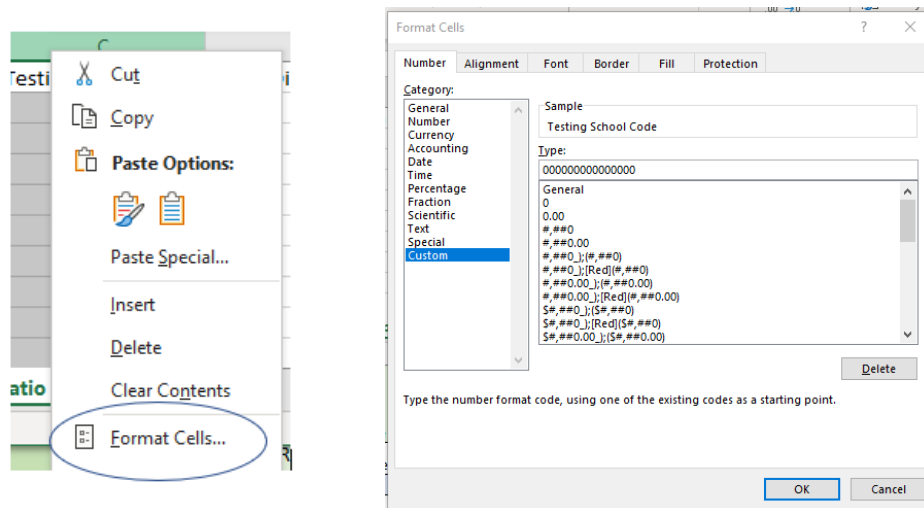 C
Testi
Cut
Copy
Paste Options:
Paste Special...
Insert
Delete
Clear Contents
Format Cells...
atio
Format Cells
?
Number
Alignment
Font
Border
Fill
Protection
Category:
General
Number
Currency
Accounting
Date
Time
Percentage
Fraction
Scientific
Text
Special
Custom
Sample
Testing School Code
Type:
000000000000000
General
0
0.00
#,##0
#,##0.00
#,##0_);(#,##0)
#,##0_);[Red](#,##0)
#,##0.00_);(#,##0.00)
#,##0.00_);[Red](#,##0.00)
$#,##0_);($#,##0)
$#,##0_);[Red]($#,##0)
$#,##0.00_);($#,##0.00)
Delete
Type the number format code, using one of the existing codes as a starting point.
OK
Cancel